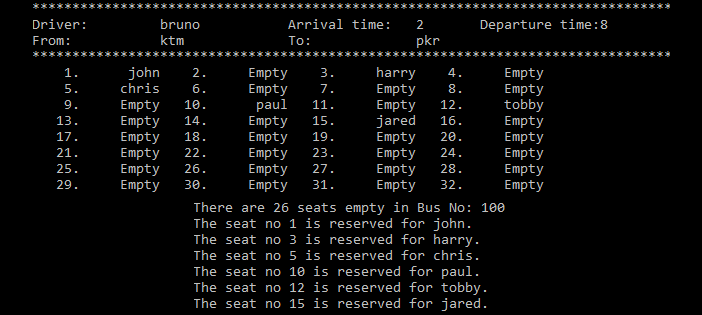 ********************************************************************************
Driver: bruno Arrival time: 2 Departure time:8
From: ktm To: pkr
********************************************************************************
1. john 2. Empty 3. harry 4. Empty
5. chris 6. Empty 7. Empty 8. Empty
9. Empty 10. paul 11. Empty 12. tobby
13. Empty 14. Empty 15. jared 16. Empty
17. Empty 18. Empty 19. Empty 20. Empty
21. Empty 22. Empty 23. Empty 24. Empty
25. Empty 26. Empty 27. Empty 28. Empty
29. Empty 30. Empty 31. Empty 32. Empty
There are 26 seats empty in Bus No: 100
The seat no 1 is reserved for john.
The seat no 3 is reserved for harry.
The seat no 5 is reserved for chris.
The seat no 10 is reserved for paul.
The seat no 12 is reserved for tobby.
The seat no 15 is reserved for jared.